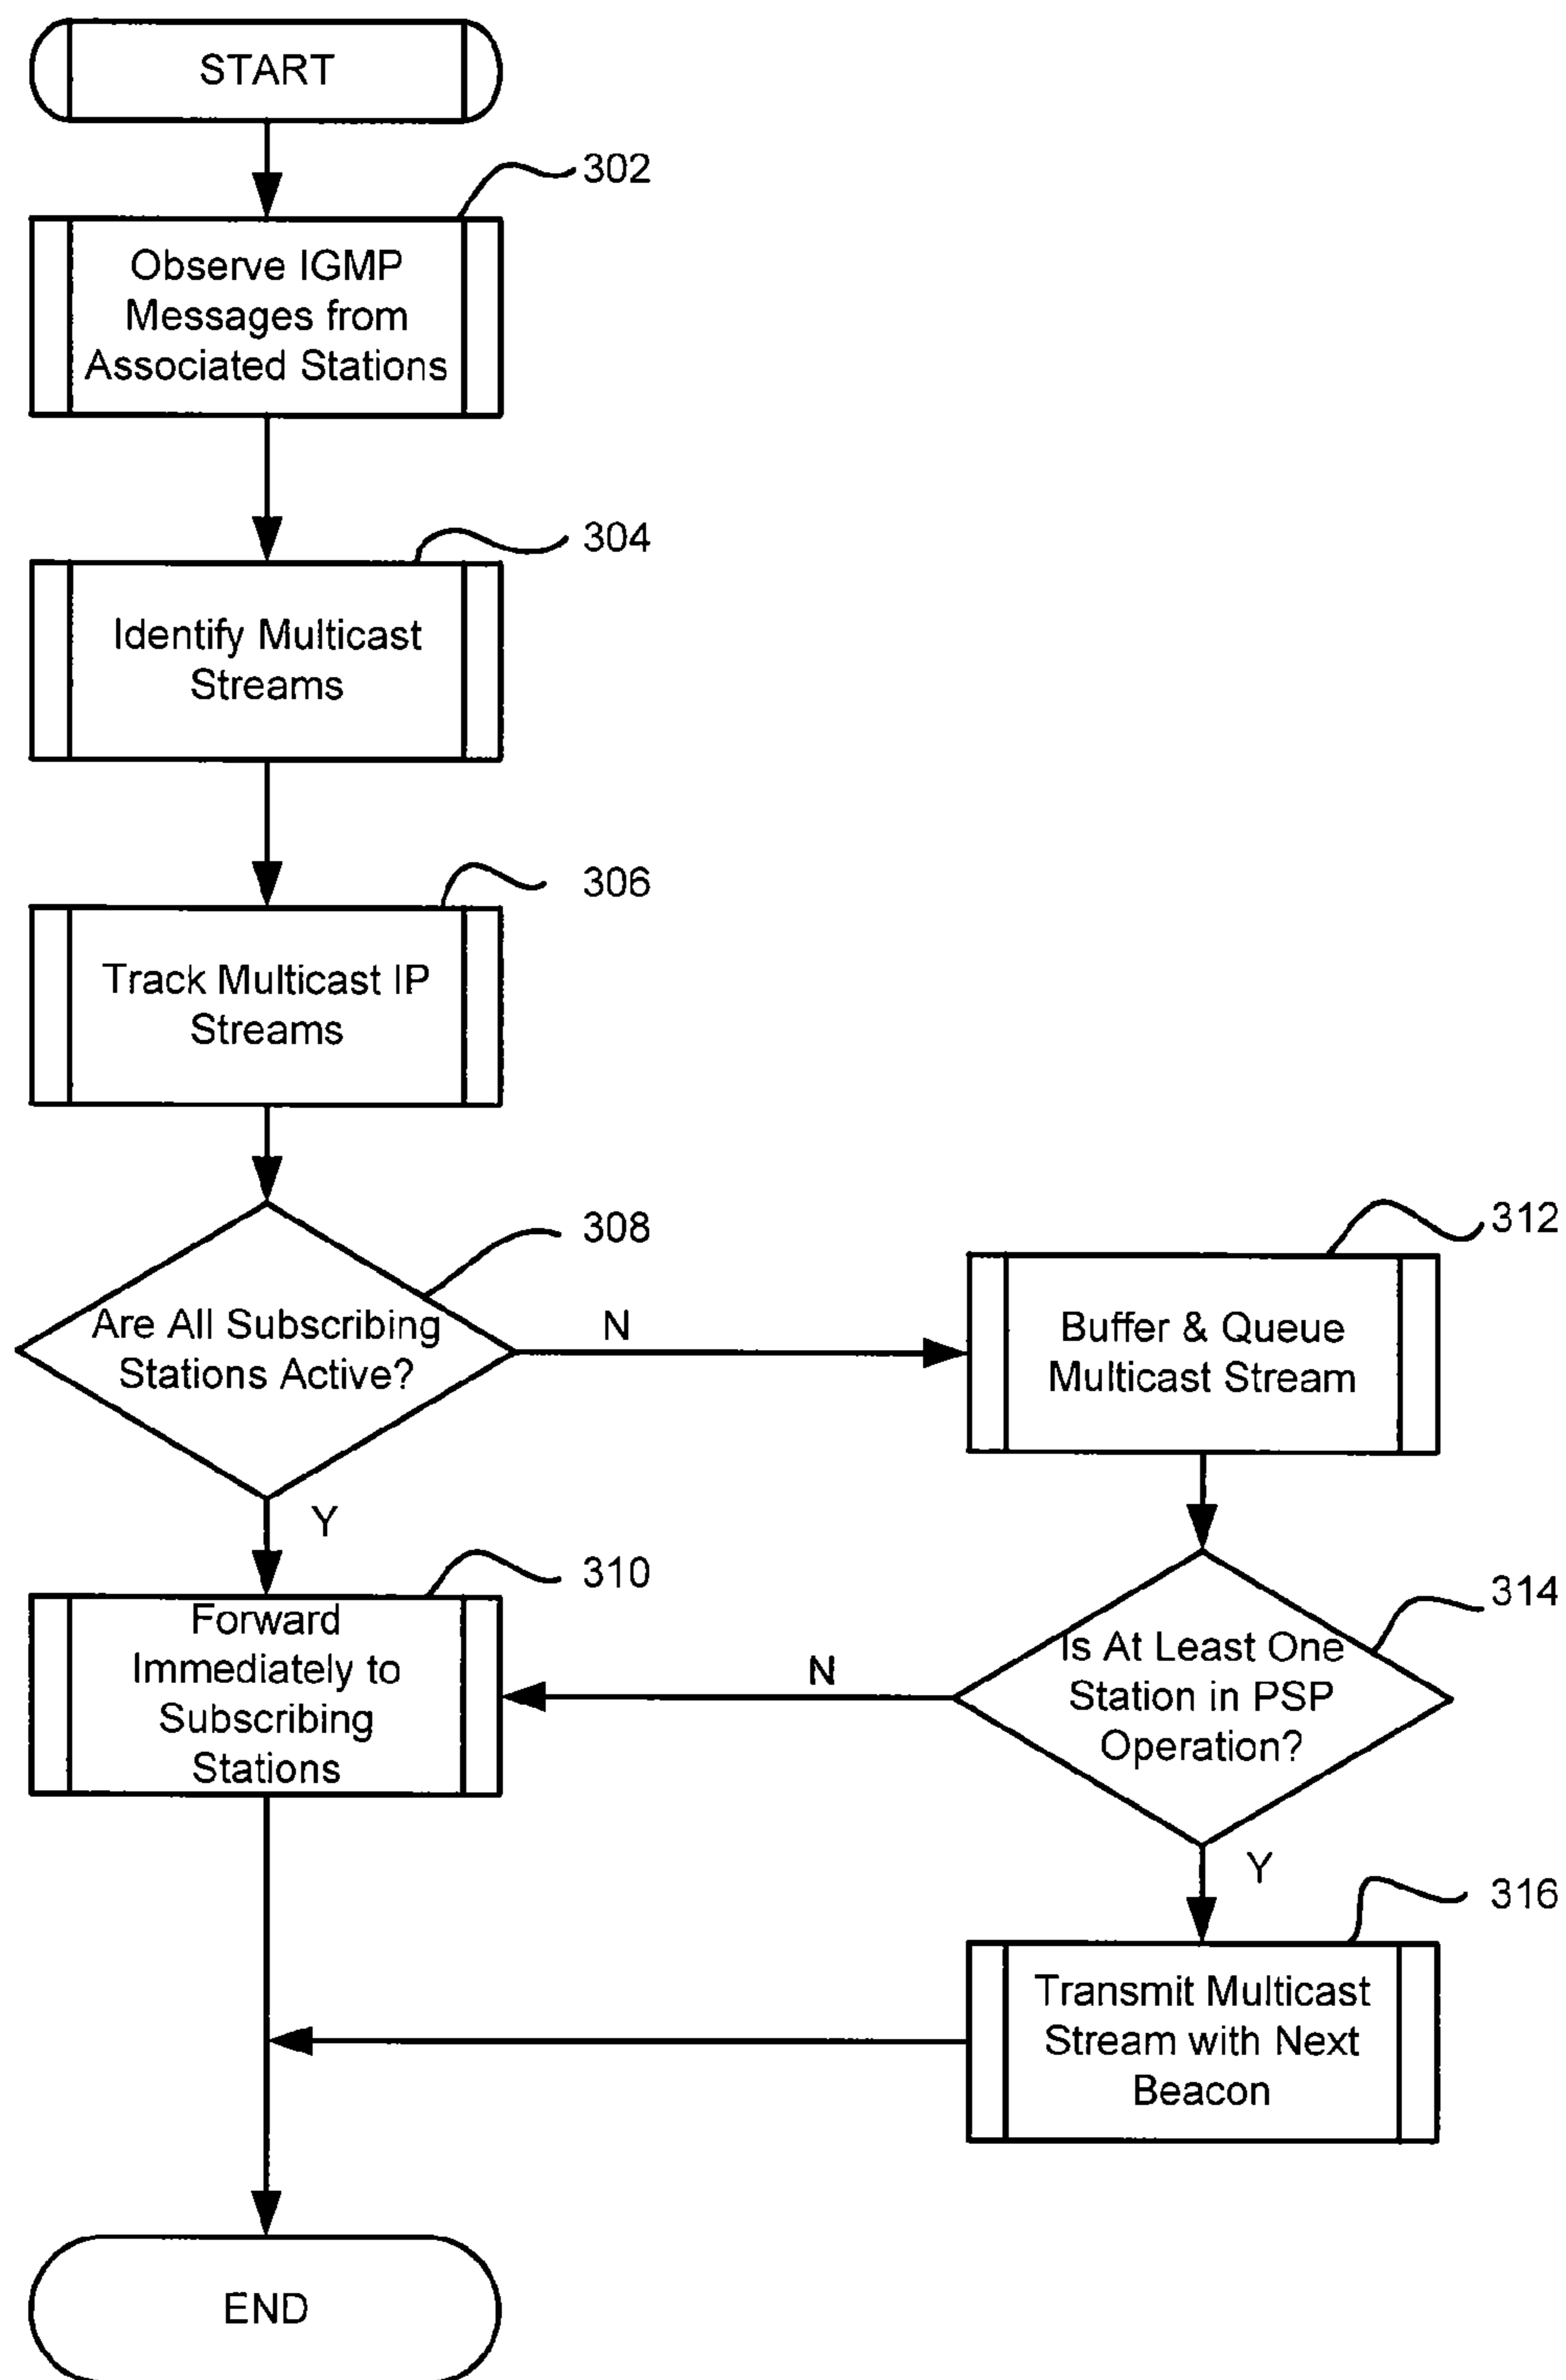 START
302
Observe IGMP
Messages from
Associated Stations
304
Identify Multicast
Streams
306
Track Multicast IP
Streams
308
Are All Subscribing
Stations Active?
N
Y
312
Buffer & Queue
Multicast Stream
310
Forward
Immediately to
Subscribing
Stations
314
Is At Least One
Station in PSP
Operation?
N
Y
316
Transmit Multicast
Stream with Next
Beacon
END